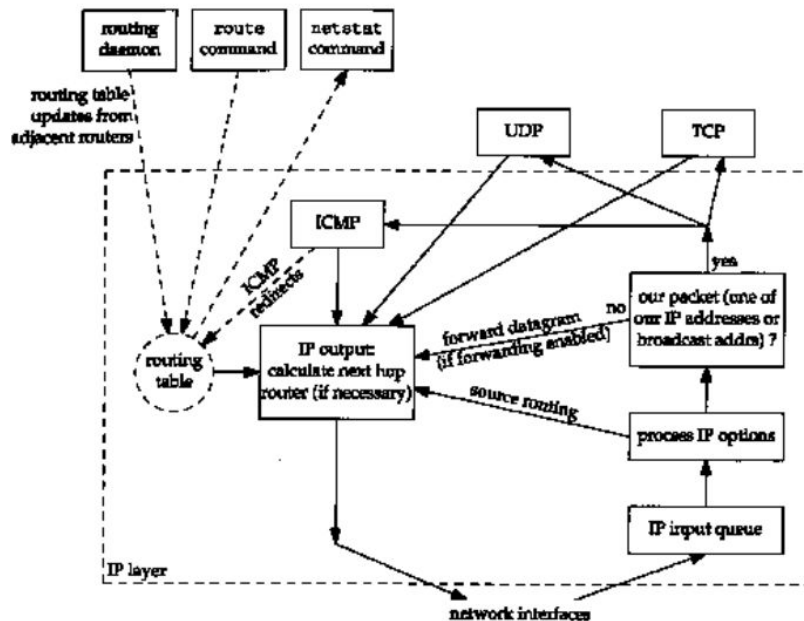 routing
daemon
route
command
netstat
command
routing table
updates from
adjacent routers
UDP
TCP
ICMP
ICMP
redirects
yes
our packet (one of
our IP addresses or
broadcast addrs) ?
no
forward datagram
(if forwarding enabled)
routing
table
IP output:
calculate next hop
router (if necessary)
source routing
process IP options
IP input queue
IP layer
network interfaces